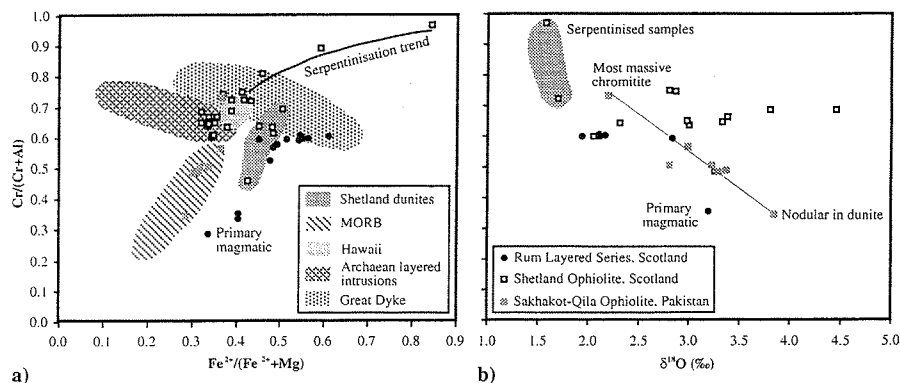 1.0
0.9
0.8
0.7
0.6
0.5
0.4
0.3
0.2
0.1
0.0
Cr/(Cr+Al)
Serpentinisation trend
Primary
magmatic
Shetland dunites
MORB
Hawaii
Archaean layered
intrusions
Great Dyke
0.0 0.1 0.2 0.3 0.4 0.5 0.6 0.7 0.8 0.9
Fe²⁺/(Fe²⁺+Mg)
a)
Serpentinised samples
Most massive
chromitite
Nodular in dunite
Primary
magmatic
Rum Layered Series, Scotland
Shetland Ophiolite, Scotland
Sakhakot-Qila Ophiolite, Pakistan
1.0 1.5 2.0 2.5 3.0 3.5 4.0 4.5 5.0
δ¹⁸O (‰)
b)